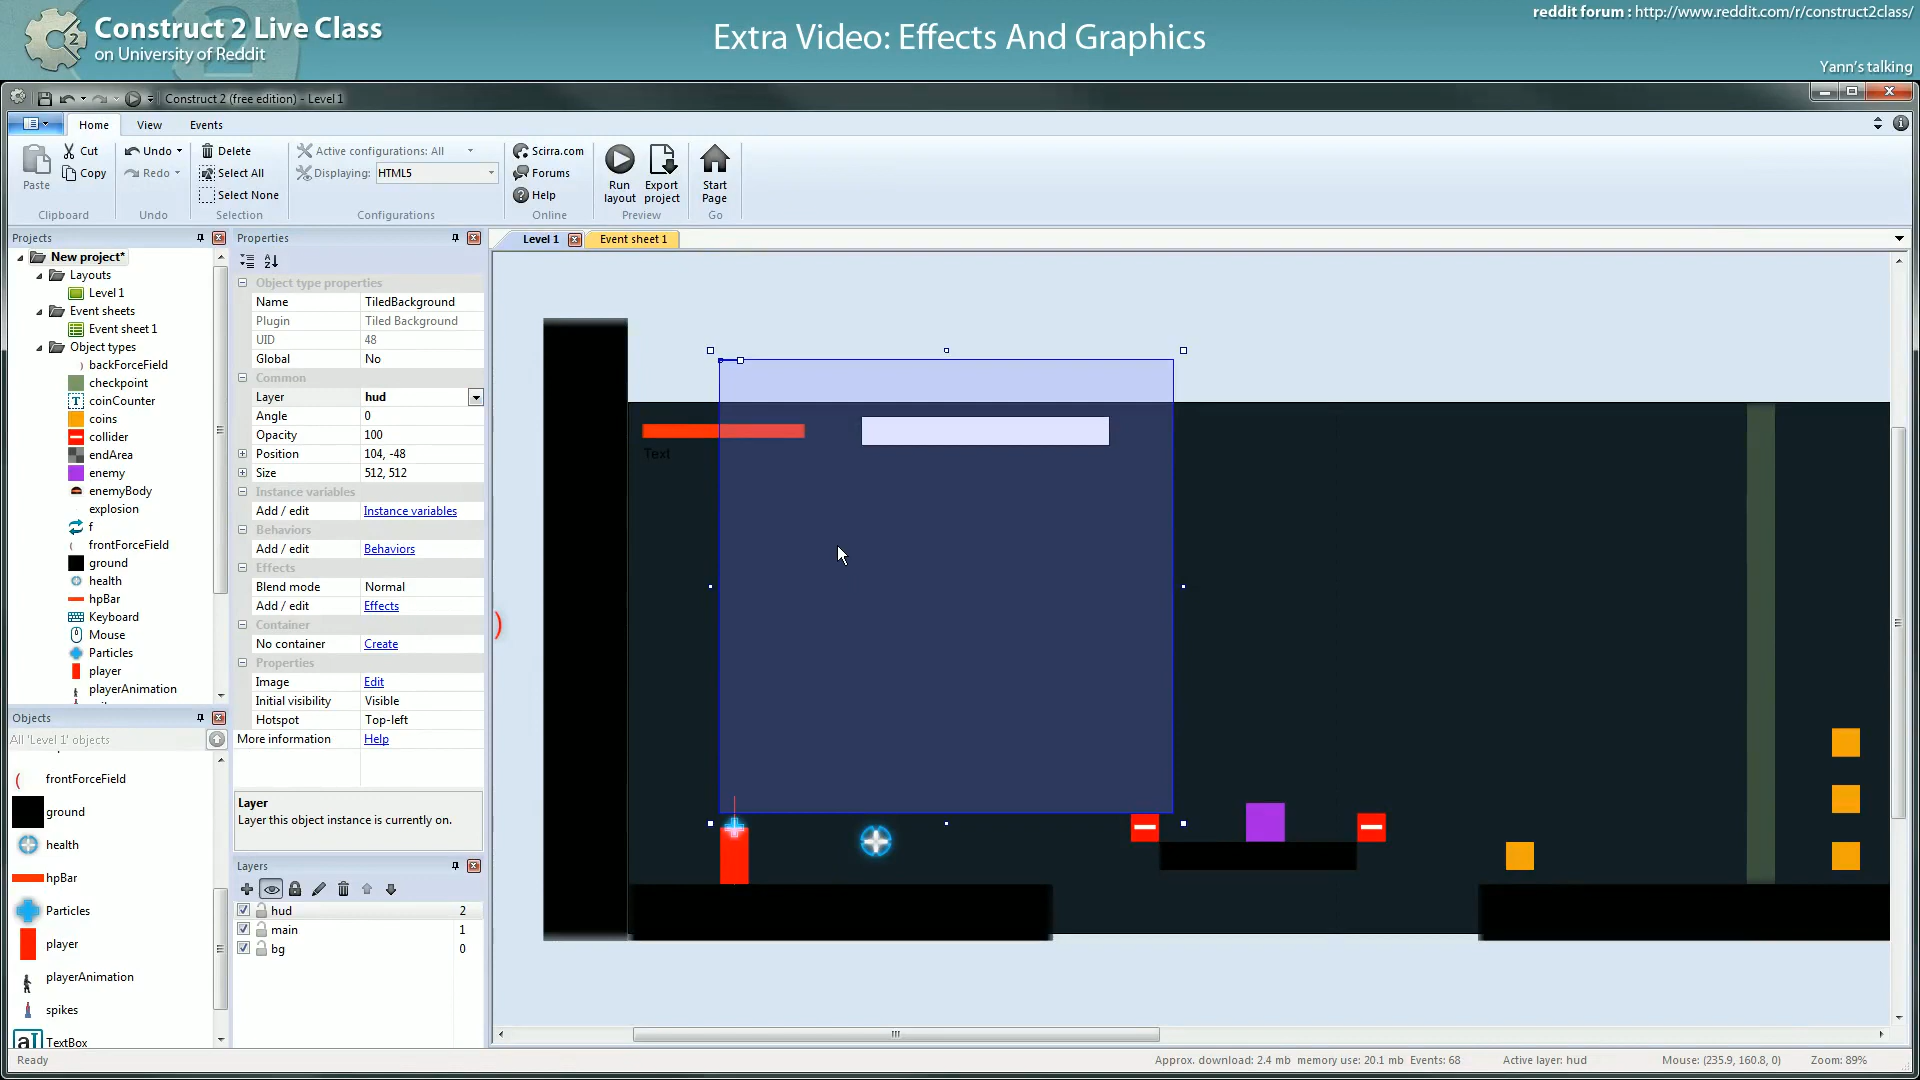 Construct 2 Live Class
on University of Reddit
Extra Video: Effects And Graphics
reddit forum : http://www.reddit.com/r/construct2class/
Yann's talking
Construct 2 (free edition) - Level 1
Home View Events
Paste
Cut
Copy
Clipboard
Undo
Redo
Undo
Delete
Select All
Select None
Selection
Active configurations: All
Displaying: HTML5
Configurations
Scirra.com
Forums
Help
Online
Run layout
Export project
Preview
Start Page
Go
Projects
New project*
Layouts
Level 1
Event sheets
Event sheet 1
Object types
backForceField
checkpoint
coinCounter
coins
collider
endArea
enemy
enemyBody
explosion
f
frontForceField
ground
health
hpBar
Keyboard
Mouse
Particles
player
playerAnimation
Objects
All 'Level 1' objects
frontForceField
ground
health
hpBar
Particles
player
playerAnimation
spikes
TextBox
Properties
Object type properties
Name TiledBackground
Plugin Tiled Background
UID 48
Global No
Common
Layer hud
Angle 0
Opacity 100
Position 104, -48
Size 512, 512
Instance variables
Add / edit Instance variables
Behaviors
Add / edit Behaviors
Effects
Blend mode Normal
Add / edit Effects
Container
No container Create
Properties
Image Edit
Initial visibility Visible
Hotspot Top-left
More information Help
Layer
Layer this object instance is currently on.
Layers
hud 2
main 1
bg 0
Level 1
Event sheet 1
Text
Ready
Approx. download: 2.4 mb memory use: 20.1 mb Events: 68
Active layer: hud
Mouse: (235.9, 160.8, 0)
Zoom: 89%